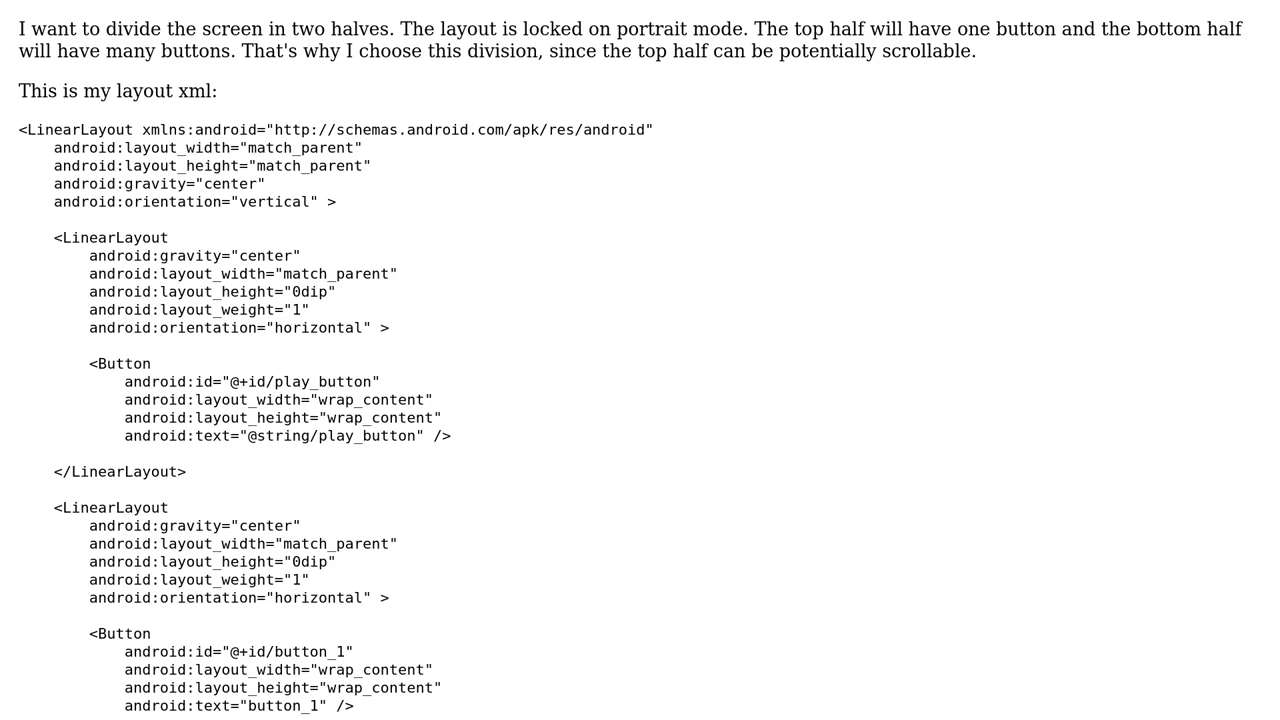 I want to divide the screen in two halves. The layout is locked on portrait mode. The top half will have one button and the bottom half
will have many buttons. That's why I choose this division, since the top half can be potentially scrollable.
This is my layout xml:
<LinearLayout xmlns:android="http://schemas.android.com/apk/res/android"
    android:layout_width="match_parent"
    android:layout_height="match_parent"
    android:gravity="center"
    android:orientation="vertical" >

    <LinearLayout
        android:gravity="center"
        android:layout_width="match_parent"
        android:layout_height="0dip"
        android:layout_weight="1"
        android:orientation="horizontal" >

        <Button
            android:id="@+id/play_button"
            android:layout_width="wrap_content"
            android:layout_height="wrap_content"
            android:text="@string/play_button" />

    </LinearLayout>

    <LinearLayout
        android:gravity="center"
        android:layout_width="match_parent"
        android:layout_height="0dip"
        android:layout_weight="1"
        android:orientation="horizontal" >

        <Button
            android:id="@+id/button_1"
            android:layout_width="wrap_content"
            android:layout_height="wrap_content"
            android:text="button_1" />